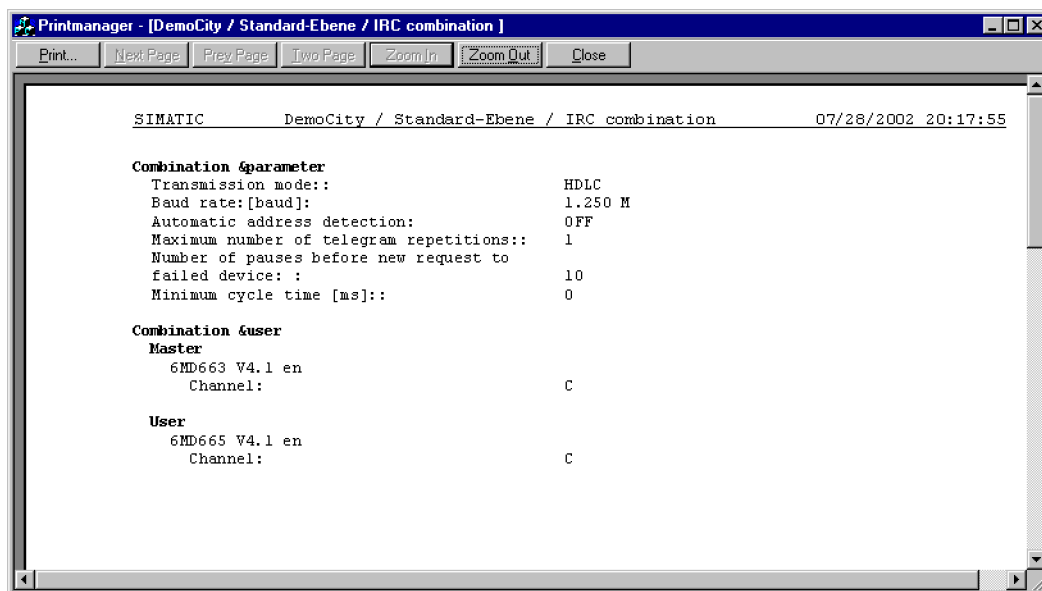 Printmanager - [DemoCity / Standard-Ebene / IRC combination ]
Print... Next Page Prev Page Two Page Zoom In Zoom Out Close
SIMATIC DemoCity / Standard-Ebene / IRC combination 07/28/2002 20:17:55
Combination &parameter
Transmission mode:: HDLC
Baud rate:[baud]: 1.250 M
Automatic address detection: OFF
Maximum number of telegram repetitions:: 1
Number of pauses before new request to
failed device: : 10
Minimum cycle time [ms]:: 0
Combination &user
Master
6MD663 V4.1 en
Channel: C
User
6MD665 V4.1 en
Channel: C